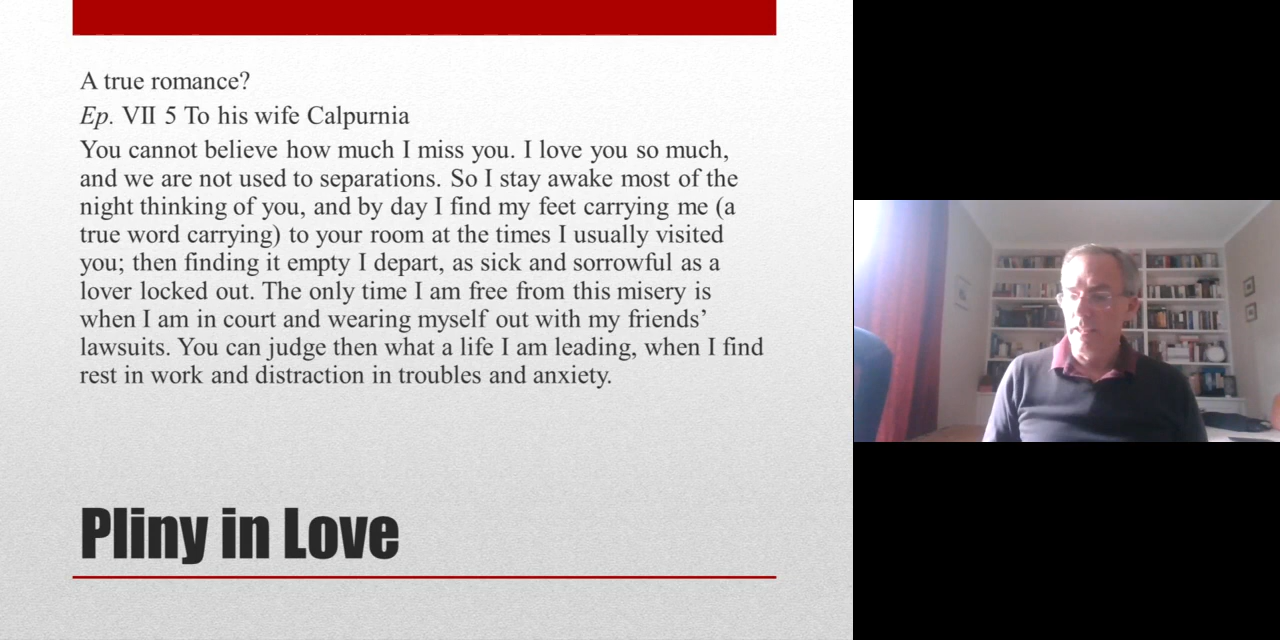 A true romance?
Ep. VII 5 To his wife Calpurnia
You cannot believe how much I miss you. I love you so much,
and we are not used to separations. So I stay awake most of the
night thinking of you, and by day I find my feet carrying me (a
true word carrying) to your room at the times I usually visited
you; then finding it empty I depart, as sick and sorrowful as a
lover locked out. The only time I am free from this misery is
when I am in court and wearing myself out with my friends’
lawsuits. You can judge then what a life I am leading, when I find
rest in work and distraction in troubles and anxiety.
Pliny in Love